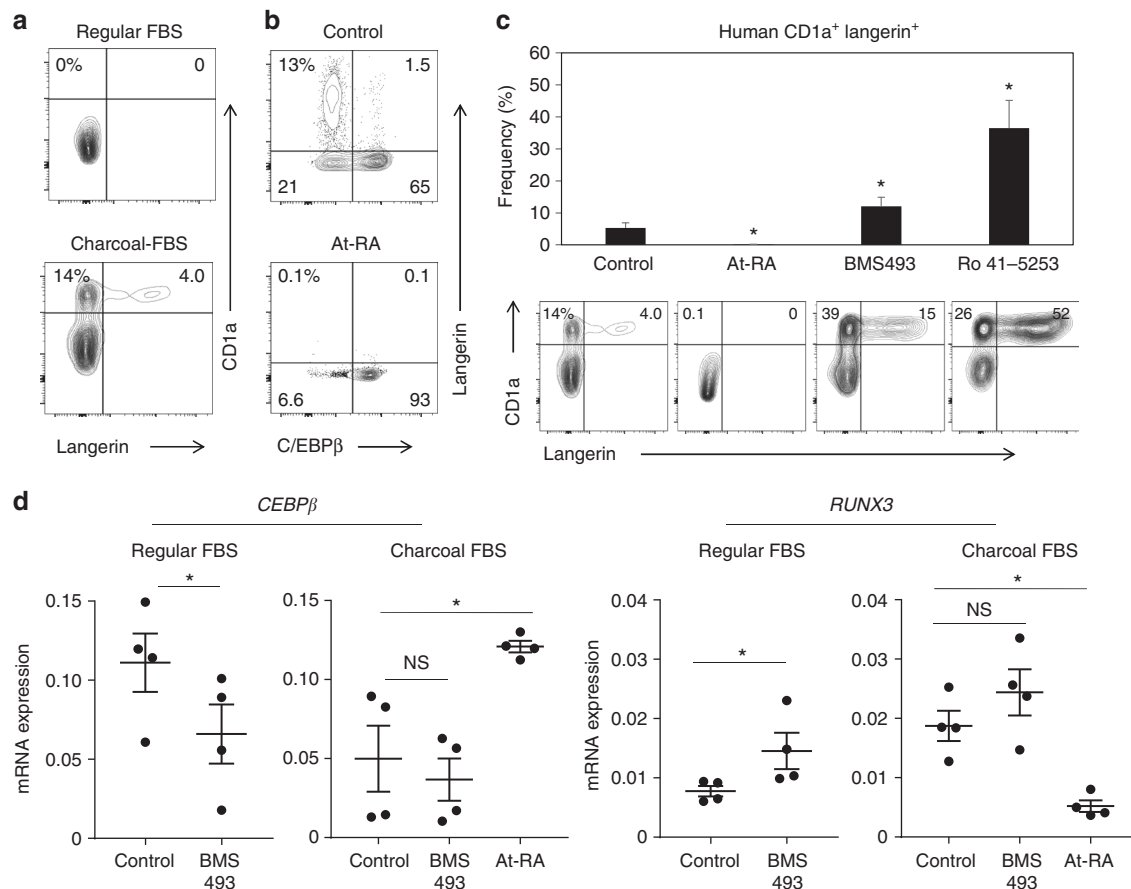 a
Regular FBS
0% 0
Charcoal-FBS
14% 4.0
CD1a
Langerin
b
Control
13% 1.5
21 65
At-RA
0.1% 0.1
6.6 93
Langerin
C/EBPβ
c
Human CD1a⁺ langerin⁺
Frequency (%)
60
50
40
30
20
10
0
* * *
Control At-RA BMS493 Ro 41–5253
14% 4.0 0.1 0 39 15 26 52
CD1a
Langerin
d
CEBPβ
Regular FBS
*
mRNA expression
0.15
0.10
0.05
0
Control BMS
493
Charcoal FBS
*
NS
0.15
0.10
0.05
0
Control BMS At-RA
493
RUNX3
Regular FBS
*
mRNA expression
0.04
0.03
0.02
0.01
0
Control BMS
493
Charcoal FBS
*
NS
0.04
0.03
0.02
0.01
0
Control BMS At-RA
493